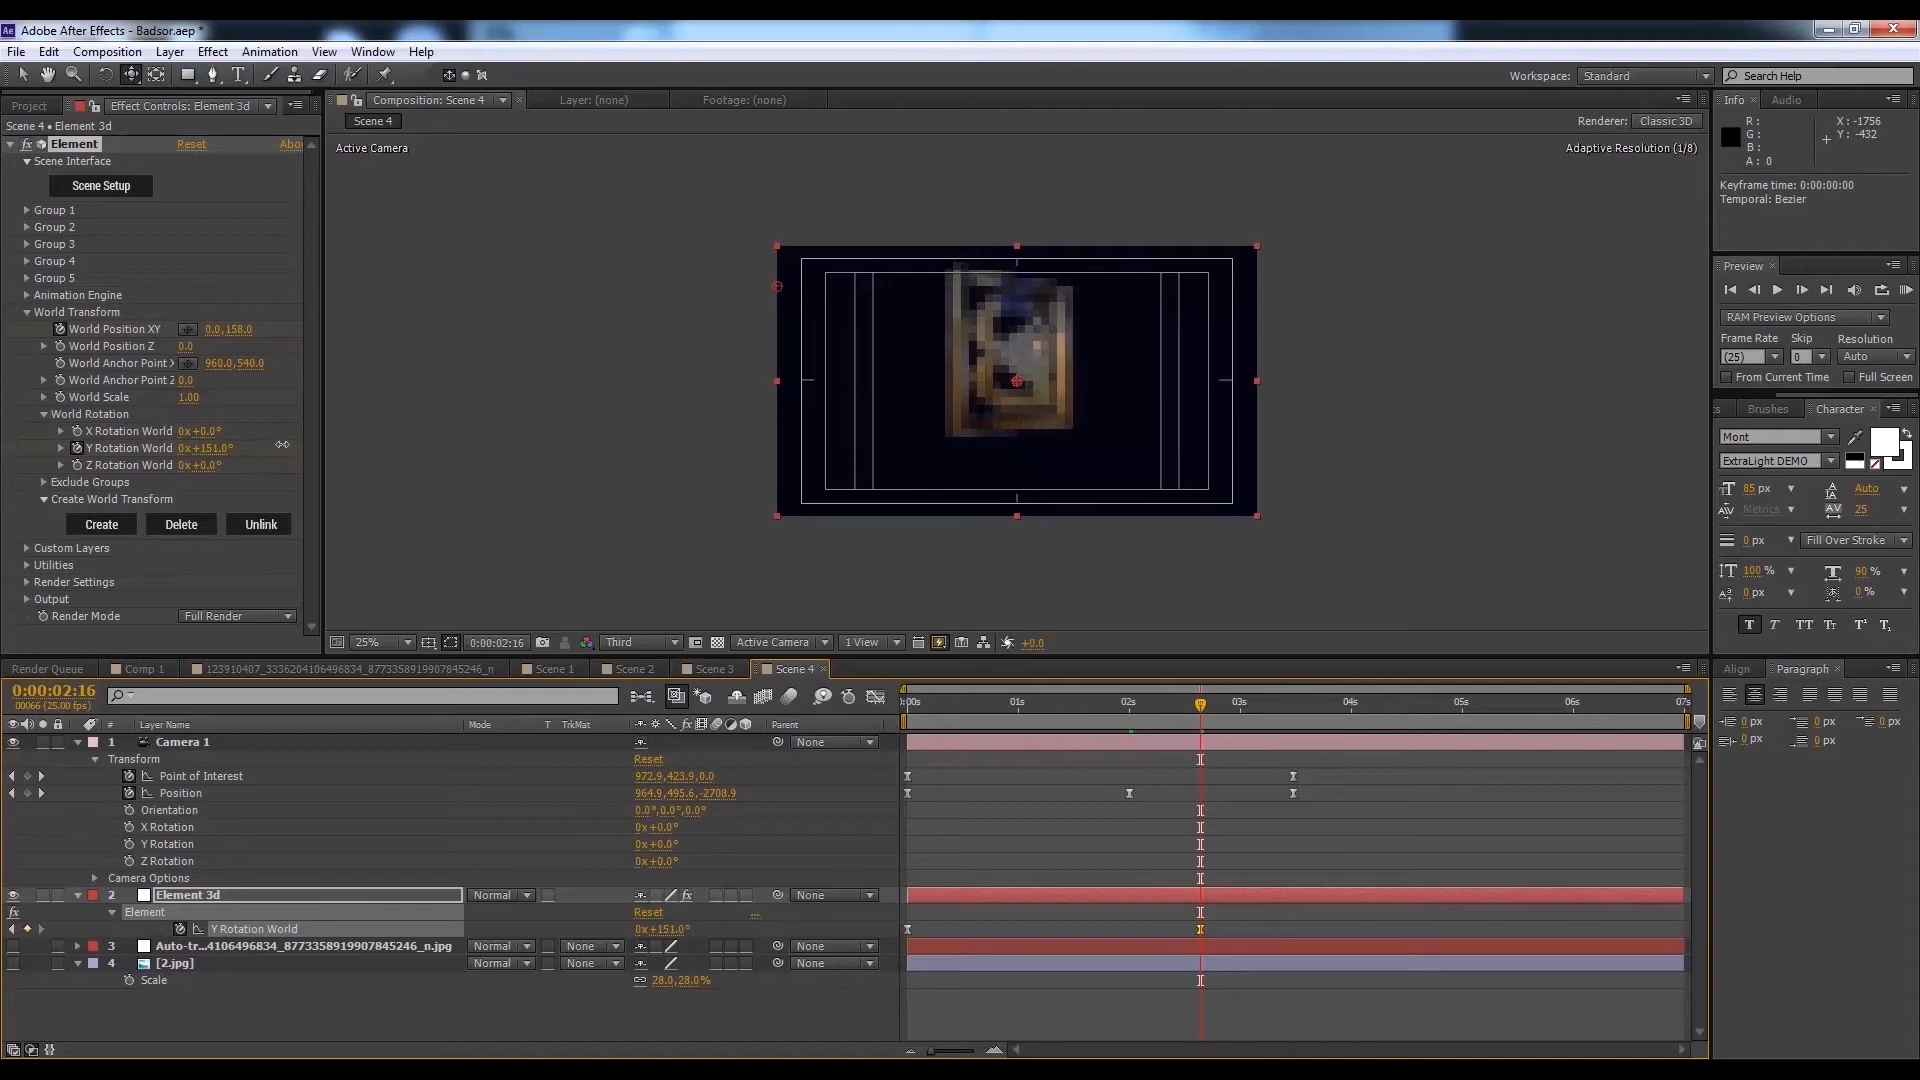 Ae Adobe After Effects - Badsor.aep *
File Edit Composition Layer Effect Animation View Window Help
Workspace: Standard Search Help
Project Effect Controls: Element 3d
Scene 4 • Element 3d
fx Element Reset Abou
Scene Interface
Scene Setup
Group 1
Group 2
Group 3
Group 4
Group 5
Animation Engine
World Transform
World Position XY 0.0,158.0
World Position Z 0.0
World Anchor Point X 960.0,540.0
World Anchor Point Z 0.0
World Scale 1.00
World Rotation
X Rotation World 0x+0.0°
Y Rotation World 0x+151.0°
Z Rotation World 0x+0.0°
Exclude Groups
Create World Transform
Create Delete Unlink
Custom Layers
Utilities
Render Settings
Output
Render Mode Full Render
Composition: Scene 4 Layer: (none) Footage: (none)
Scene 4 Renderer: Classic 3D
Active Camera Adaptive Resolution (1/8)
25% 0:00:02:16 Third Active Camera 1 View +0.0
Info Audio
R: X: -1756
G: Y: -432
B:
A: 0
Keyframe time: 0:00:00:00
Temporal: Bezier
Preview
RAM Preview Options
Frame Rate Skip Resolution
(25) 0 Auto
From Current Time Full Screen
Brushes Character
Mont
ExtraLight DEMO
85 px Auto
Metrics 25
0 px Fill Over Stroke
100 % 90 %
0 px 0 %
T T TT Tt T¹ T₁
Align Paragraph
0 px 0 px 0 px
0 px 0 px
Render Queue Comp 1 123910407_3336204106496834_8773358919907845246_n Scene 1 Scene 2 Scene 3 Scene 4
0:00:02:16
00066 (25.00 fps)
:00s 01s 02s 03s 04s 05s 06s 07s
# Layer Name Mode T TrkMat fx Parent
1 Camera 1 None
Transform Reset
Point of Interest 972.9,423.9,0.0
Position 964.9,495.6,-2708.9
Orientation 0.0°,0.0°,0.0°
X Rotation 0x+0.0°
Y Rotation 0x+0.0°
Z Rotation 0x+0.0°
Camera Options
2 Element 3d Normal fx None
fx Element Reset ...
Y Rotation World 0x+151.0°
3 Auto-tr...4106496834_8773358919907845246_n.jpg Normal None None
4 [2.jpg] Normal None None
Scale 28.0,28.0%